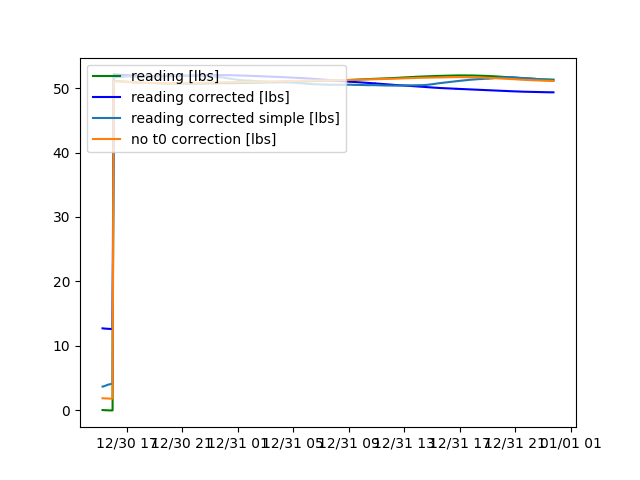 reading [lbs]
reading corrected [lbs]
reading corrected simple [lbs]
no t0 correction [lbs]
50
40
30
20
10
0
12/30 17 12/30 21 12/31 01 12/31 05 12/31 09 12/31 13 12/31 17 12/31 21 01/01 01